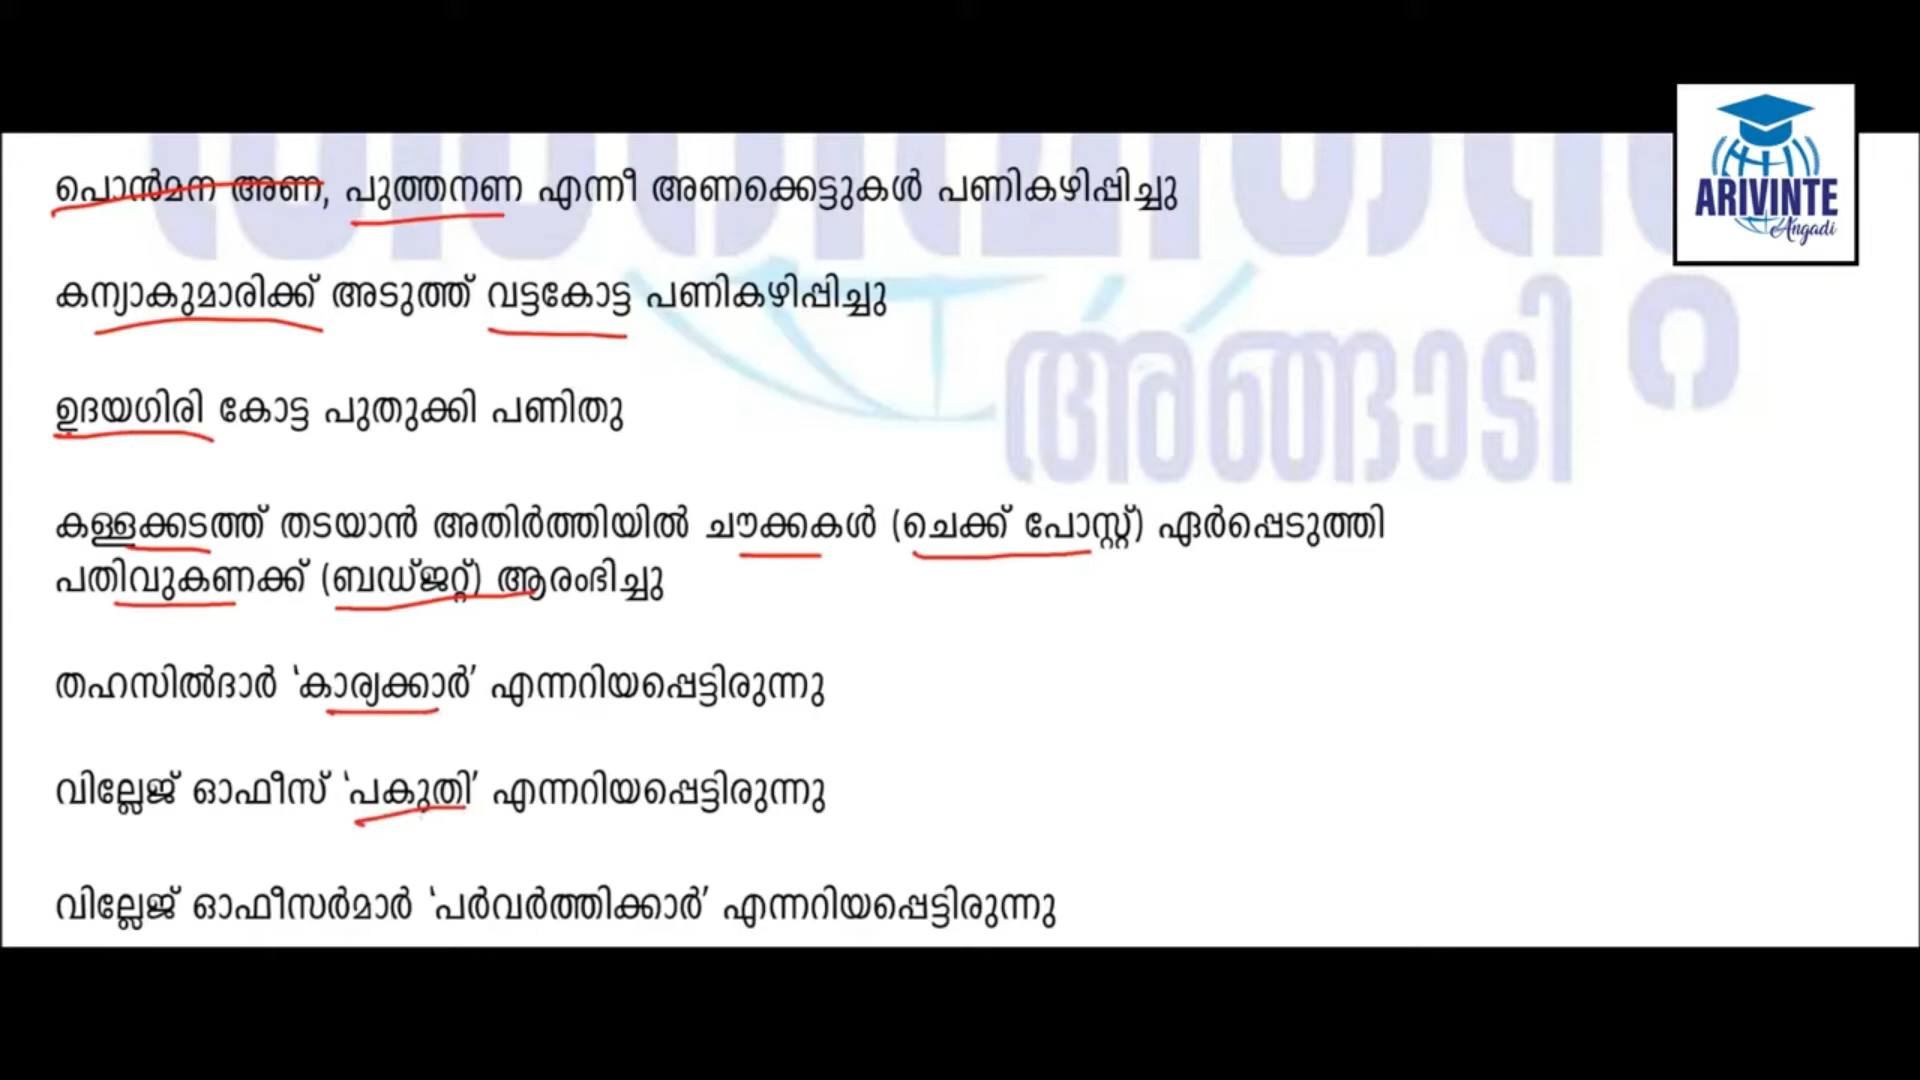 ARIVINTE
Angadi
പൊൻമന അണ, പുത്തനണ എന്നീ അണക്കെട്ടുകൾ പണികഴിപ്പിച്ചു
കന്യാകുമാരിക്ക് അടുത്ത് വട്ടകോട്ട പണികഴിപ്പിച്ചു
അങ്ങാടി
ഉദയഗിരി കോട്ട പുതുക്കി പണിതു
കള്ളക്കടത്ത് തടയാൻ അതിർത്തിയിൽ ചൗക്കകൾ (ചെക്ക് പോസ്റ്റ്) ഏർപ്പെടുത്തി
പതിവുകണക്ക് (ബഡ്ജറ്റ്) ആരംഭിച്ചു
തഹസിൽദാർ ‘കാര്യക്കാർ’ എന്നറിയപ്പെട്ടിരുന്നു
വില്ലേജ് ഓഫീസ് ‘പകുതി’ എന്നറിയപ്പെട്ടിരുന്നു
വില്ലേജ് ഓഫീസർമാർ ‘പർവർത്തിക്കാർ’ എന്നറിയപ്പെട്ടിരുന്നു